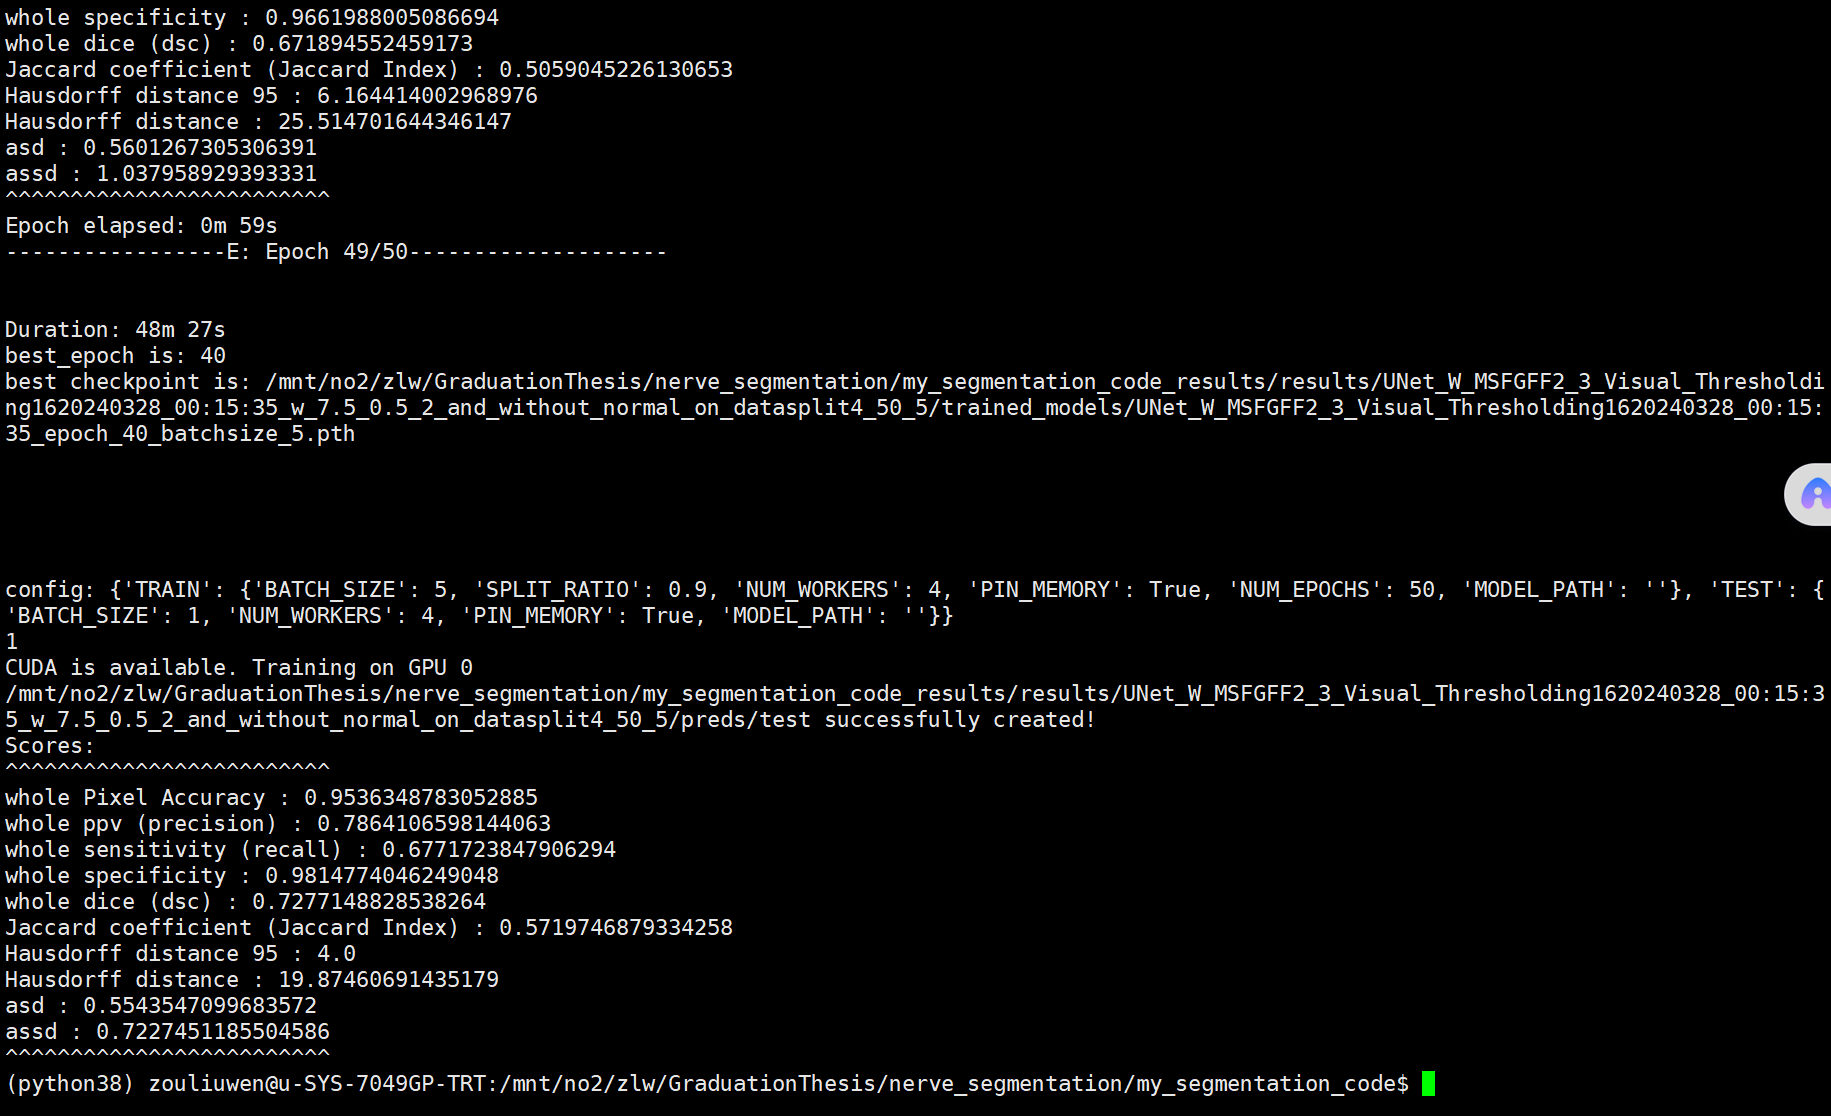 whole specificity : 0.9661988005086694
whole dice (dsc) : 0.671894552459173
Jaccard coefficient (Jaccard Index) : 0.5059045226130653
Hausdorff distance 95 : 6.164414002968976
Hausdorff distance : 25.514701644346147
asd : 0.5601267305306391
assd : 1.037958929393331
^^^^^^^^^^^^^^^^^^^^^^^^^
Epoch elapsed: 0m 59s
-----------------E: Epoch 49/50--------------------
Duration: 48m 27s
best_epoch is: 40
best checkpoint is: /mnt/no2/zlw/GraduationThesis/nerve_segmentation/my_segmentation_code_results/results/UNet_W_MSFGFF2_3_Visual_Thresholdi
ng1620240328_00:15:35_w_7.5_0.5_2_and_without_normal_on_datasplit4_50_5/trained_models/UNet_W_MSFGFF2_3_Visual_Thresholding1620240328_00:15:
35_epoch_40_batchsize_5.pth
config: {'TRAIN': {'BATCH_SIZE': 5, 'SPLIT_RATIO': 0.9, 'NUM_WORKERS': 4, 'PIN_MEMORY': True, 'NUM_EPOCHS': 50, 'MODEL_PATH': ''}, 'TEST': {
'BATCH_SIZE': 1, 'NUM_WORKERS': 4, 'PIN_MEMORY': True, 'MODEL_PATH': ''}}
1
CUDA is available. Training on GPU 0
/mnt/no2/zlw/GraduationThesis/nerve_segmentation/my_segmentation_code_results/results/UNet_W_MSFGFF2_3_Visual_Thresholding1620240328_00:15:3
5_w_7.5_0.5_2_and_without_normal_on_datasplit4_50_5/preds/test successfully created!
Scores:
^^^^^^^^^^^^^^^^^^^^^^^^^
whole Pixel Accuracy : 0.9536348783052885
whole ppv (precision) : 0.7864106598144063
whole sensitivity (recall) : 0.6771723847906294
whole specificity : 0.9814774046249048
whole dice (dsc) : 0.7277148828538264
Jaccard coefficient (Jaccard Index) : 0.5719746879334258
Hausdorff distance 95 : 4.0
Hausdorff distance : 19.87460691435179
asd : 0.5543547099683572
assd : 0.7227451185504586
^^^^^^^^^^^^^^^^^^^^^^^^^
(python38) zouliuwen@u-SYS-7049GP-TRT:/mnt/no2/zlw/GraduationThesis/nerve_segmentation/my_segmentation_code$